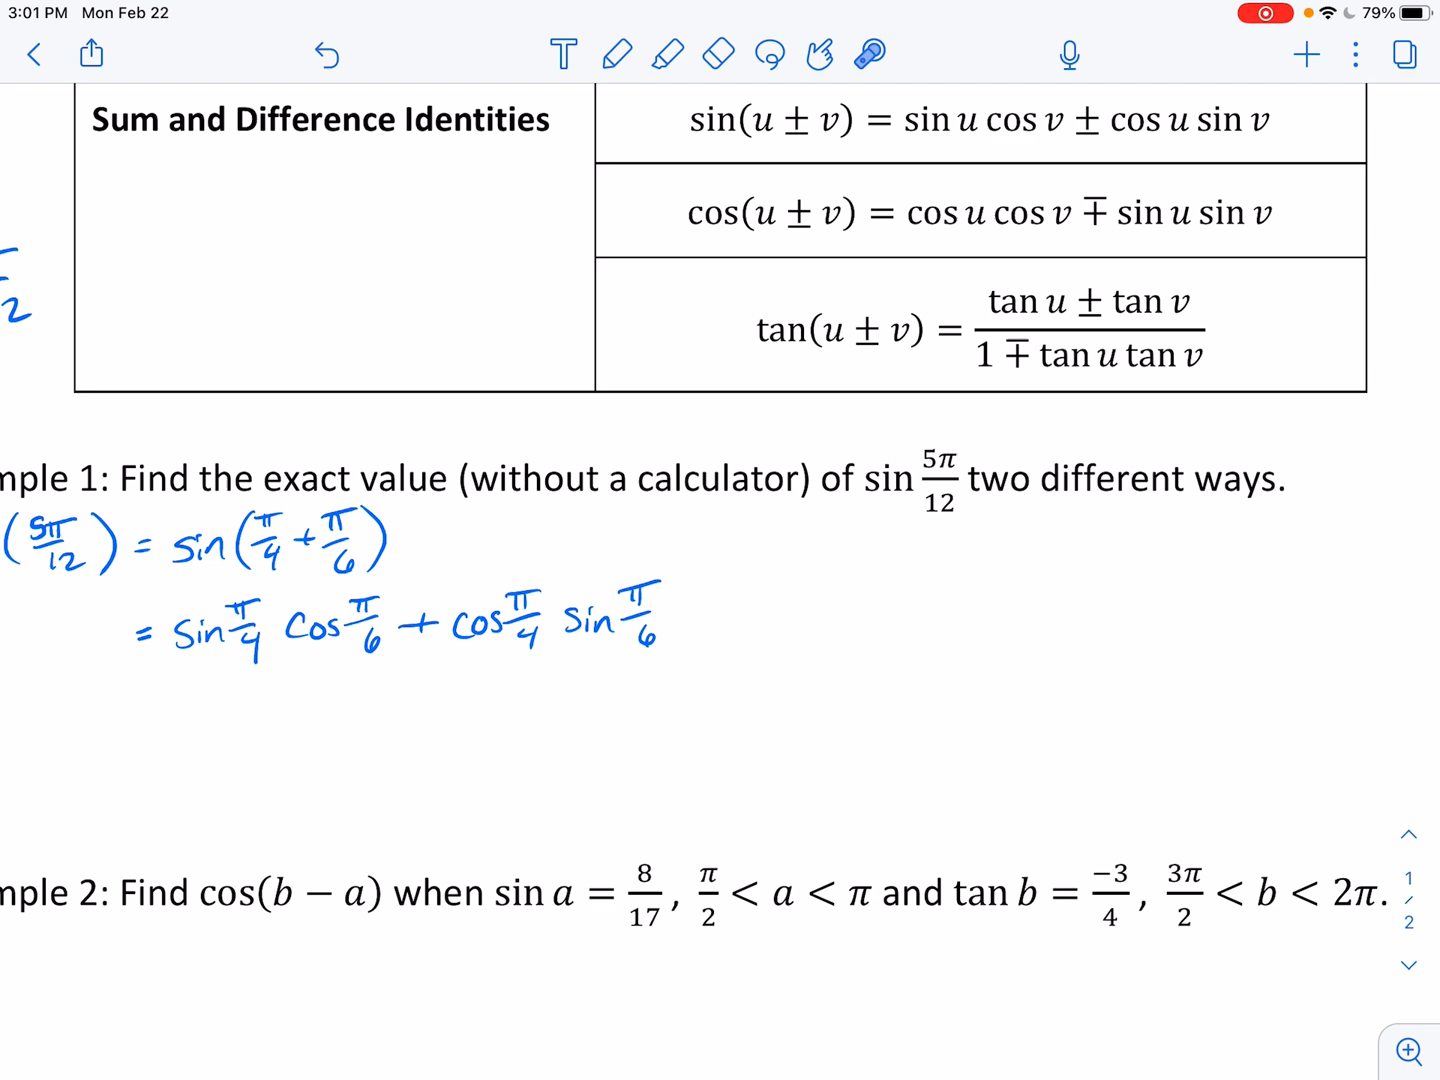 3:01 PM Mon Feb 22 79%
T
Sum and Difference Identities
sin(u ± v) = sin u cos v ± cos u sin v
cos(u ± v) = cos u cos v ∓ sin u sin v
tan(u ± v) = (tan u ± tan v)/(1 ∓ tan u tan v)
2
mple 1: Find the exact value (without a calculator) of sin 5π/12 two different ways.
(5π/12) = sin(π/4 + π/6)
= sin π/4 cos π/6 + cos π/4 sin π/6
mple 2: Find cos(b − a) when sin a = 8/17, π/2 < a < π and tan b = −3/4, 3π/2 < b < 2π.
1/2